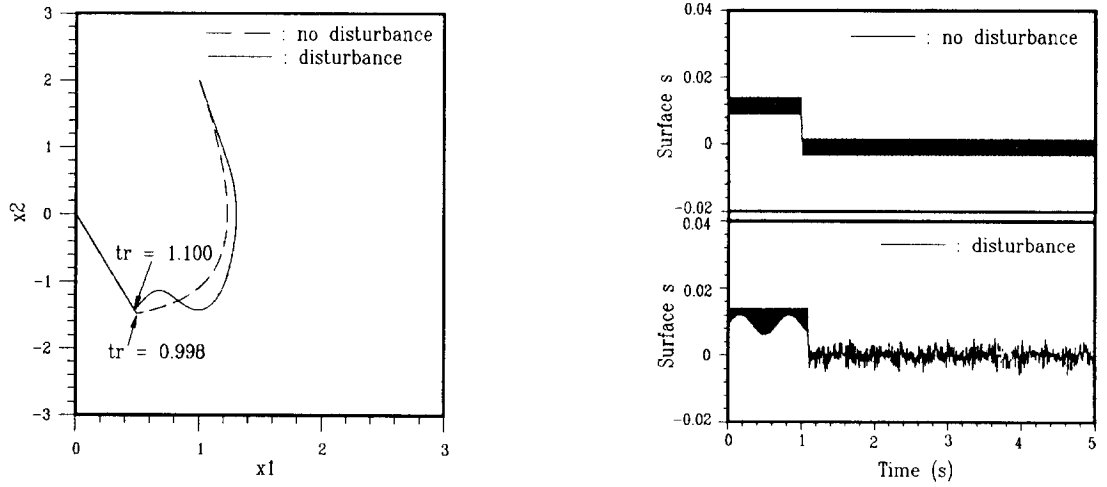 3
2
1
0
-1
-2
-3
x2
— — : no disturbance
—— : disturbance
tr = 1.100
tr = 0.998
0
1
2
3
x1
0.04
0.02
0
-0.02
Surface s
—— : no disturbance
0.04
0.02
0
-0.02
Surface s
—— : disturbance
0
1
2
3
4
5
Time (s)